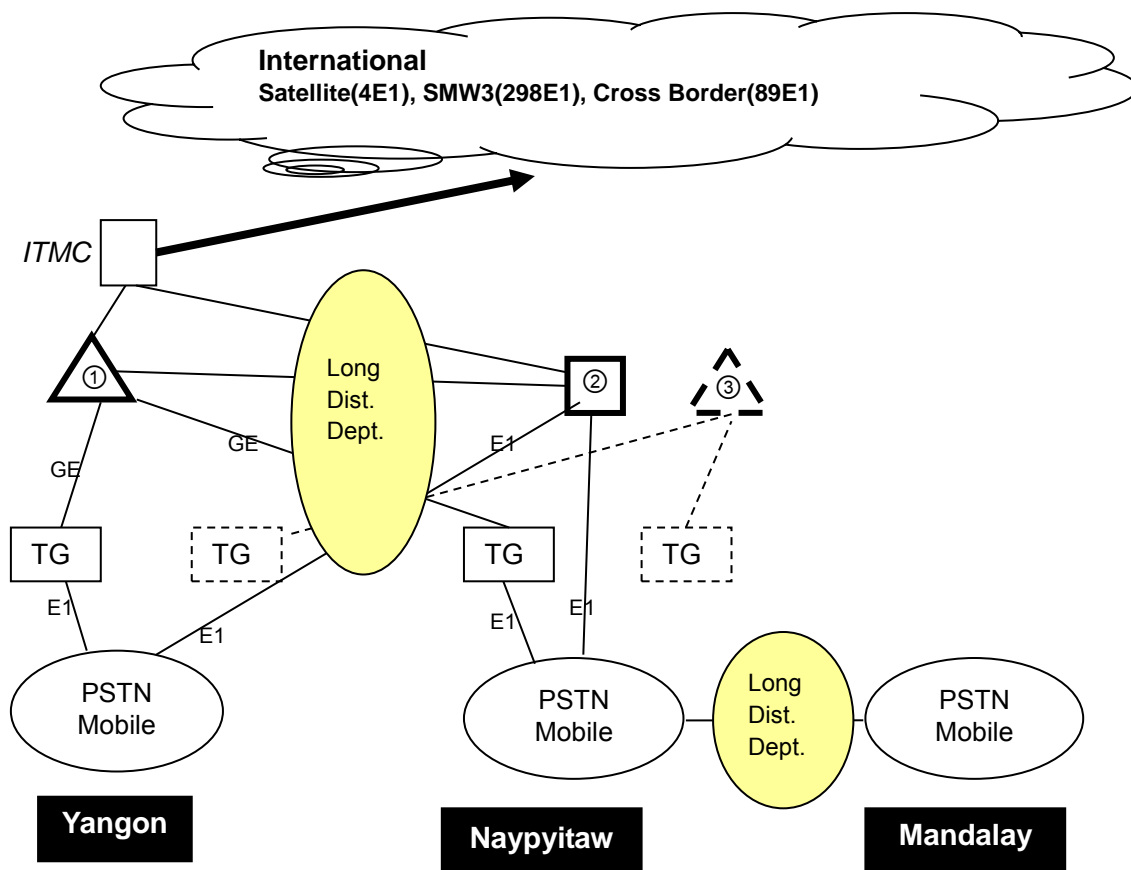 International
Satellite(4E1), SMW3(298E1), Cross Border(89E1)
ITMC
①
Long
Dist.
Dept.
②
③
GE
E1
GE
TG
TG
TG
TG
E1
E1
E1
E1
PSTN
Mobile
PSTN
Mobile
Long
Dist.
Dept.
PSTN
Mobile
Yangon
Naypyitaw
Mandalay